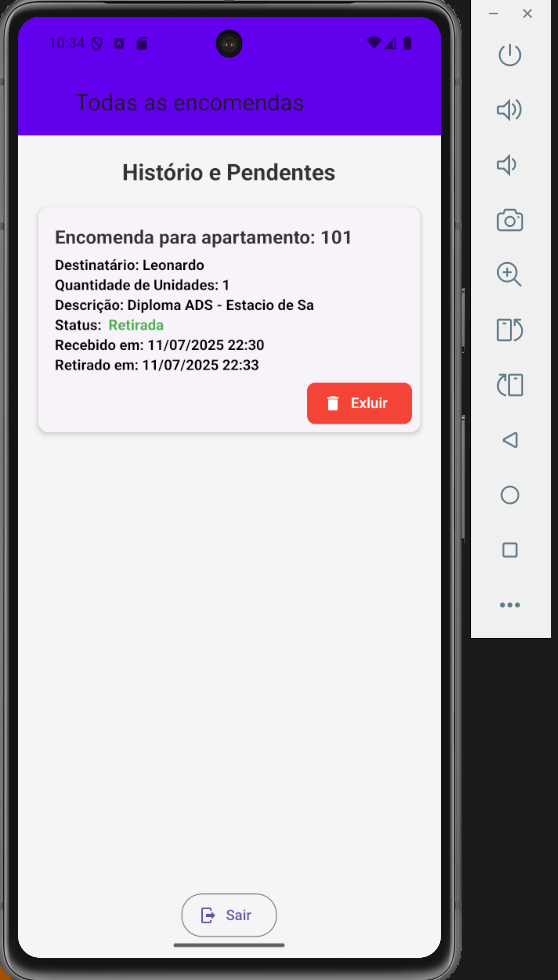 10:34
Todas as encomendas
Histório e Pendentes
Encomenda para apartamento: 101
Destinatário: Leonardo
Quantidade de Unidades: 1
Descrição: Diploma ADS - Estacio de Sa
Status: Retirada
Recebido em: 11/07/2025 22:30
Retirado em: 11/07/2025 22:33
Exluir
Sair